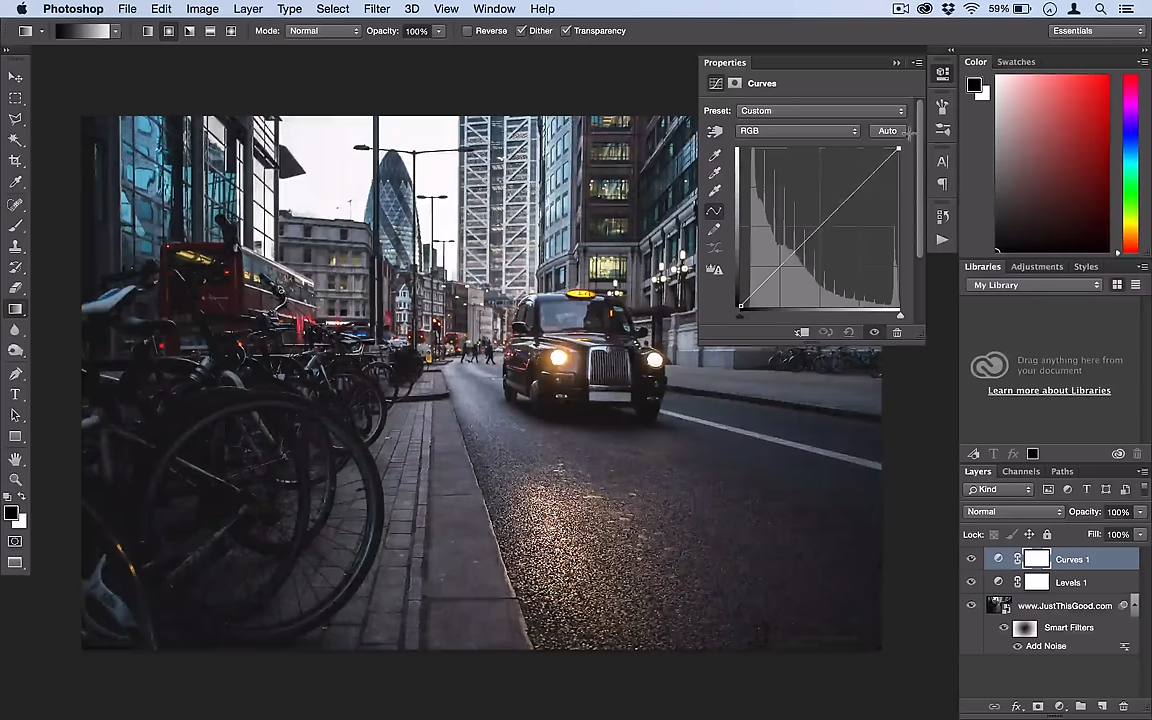 Photoshop File Edit Image Layer Type Select Filter 3D View Window Help 59%
Mode: Normal Opacity: 100% Reverse Dither Transparency Essentials
Properties
Curves
Preset: Custom
RGB Auto
Color Swatches
Libraries Adjustments Styles
My Library
Drag anything here from
your document
Learn more about Libraries
Layers Channels Paths
Kind
Normal Opacity: 100%
Lock: Fill: 100%
Curves 1
Levels 1
www.JustThisGood.com
Smart Filters
Add Noise